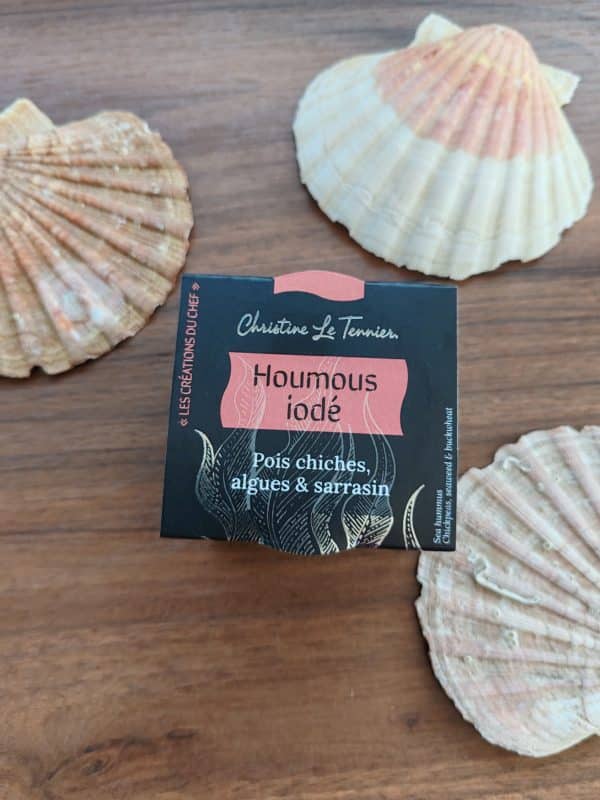 « LES CRÉATIONS DU CHEF »
Christine Le Tennier
Houmous
iodé
Pois chiches,
algues & sarrasin
Sea hummus
Chickpeas, seaweed & buckwheat